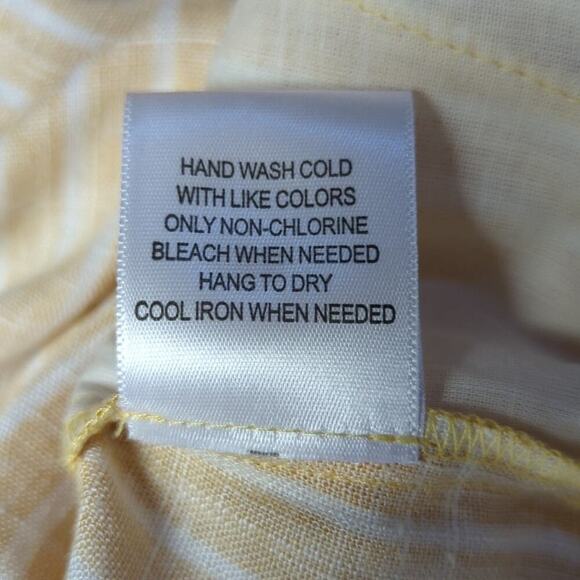 HAND WASH COLD
WITH LIKE COLORS
ONLY NON-CHLORINE
BLEACH WHEN NEEDED
HANG TO DRY
COOL IRON WHEN NEEDED